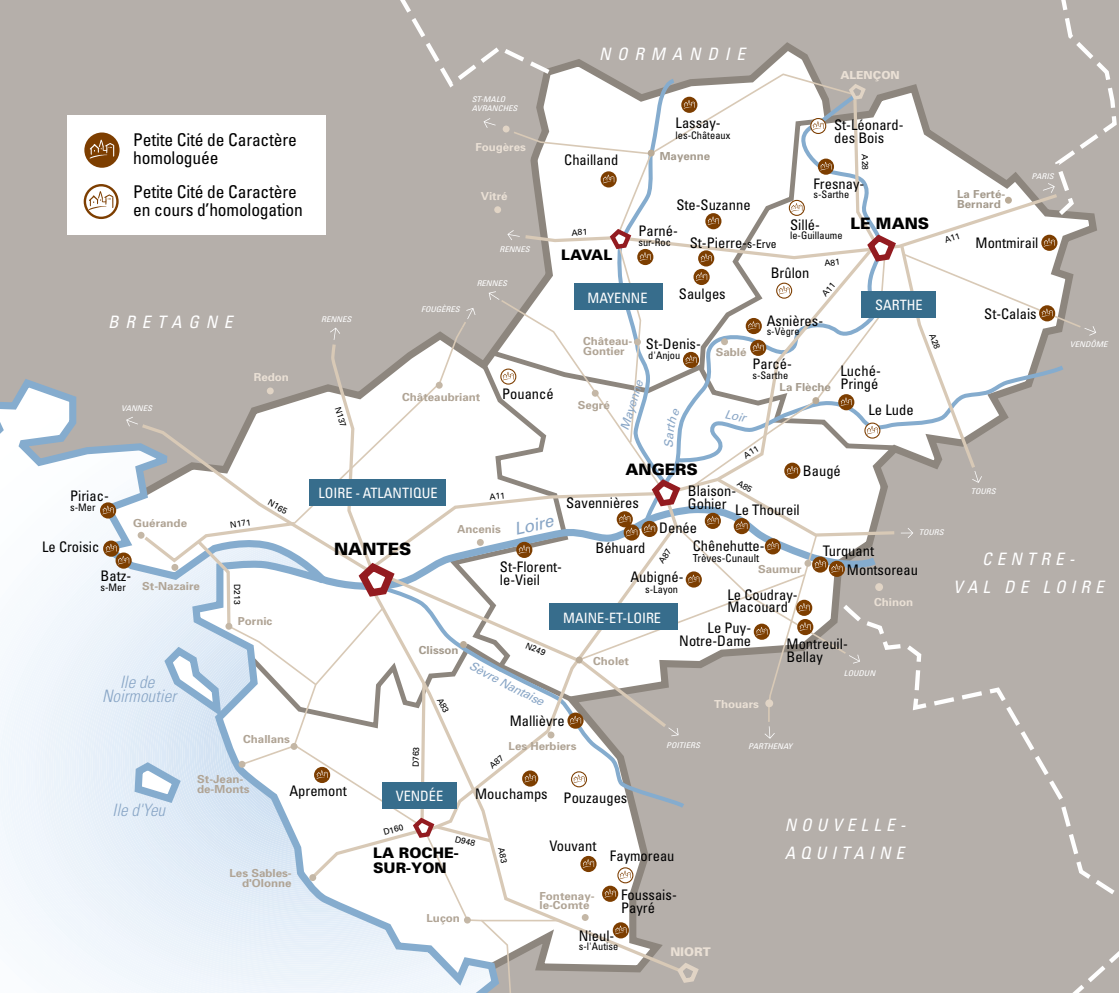 NORMANDIE
ALENÇON
ST-MALO
AVRANCHES
Fougères
Petite Cité de Caractère
homologuée
Petite Cité de Caractère
en cours d'homologation
Lassay-
les-Châteaux
St-Léonard-
des Bois
A28
Mayenne
Chailland
Fresnay-
s-Sarthe
PARIS
Vitré
La Ferté-
Bernard
Ste-Suzanne
Sillé-
le-Guillaume
LE MANS
A81
RENNES
Parné-
sur-Roc
St-Pierre-s-Erve
LAVAL
A11
Montmirail
A81
Brûlon
A11
RENNES
MAYENNE
Saulges
SARTHE
St-Calais
VENDÔME
BRETAGNE
RENNES
FOUGÈRES
Asnières-
s-Vègre
A28
Château-
Gontier
St-Denis-
d'Anjou
Sablé
Parcé-
s-Sarthe
Luché-
Pringé
La Flèche
Redon
Pouancé
Châteaubriant
Segré
Mayenne
Sarthe
Loir
Le Lude
VANNES
N137
A11
ANGERS
Baugé
TOURS
LOIRE - ATLANTIQUE
A85
Piriac-
s-Mer
N165
A11
Savennières
Blaison-
Gohier
Le Thoureil
Guérande
N171
Ancenis
Loire
Denée
TOURS
Le Croisic
NANTES
Béhuard
Chênehutte-
Trèves-Cunault
Turquant
Batz-
s-Mer
St-Nazaire
St-Florent-
le-Vieil
A87
Saumur
Montsoreau
CENTRE-
VAL DE LOIRE
D213
Aubigné-
s-Layon
Chinon
Le Coudray-
Macouard
Pornic
MAINE-ET-LOIRE
Le Puy-
Notre-Dame
Montreuil-
Bellay
Clisson
N249
Cholet
LOUDUN
Sèvre Nantaise
Ile de
Noirmoutier
A83
Thouars
Mallièvre
POITIERS
PARTHENAY
Challans
Les Herbiers
D763
A87
St-Jean-
de-Monts
Apremont
VENDÉE
Mouchamps
Pouzauges
Ile d'Yeu
NOUVELLE-
AQUITAINE
D160
D948
A83
LA ROCHE-
SUR-YON
Vouvant
Faymoreau
Les Sables-
d'Olonne
Fontenay-
le-Comte
Foussais-
Payré
Luçon
Nieul-
s-l'Autise
NIORT